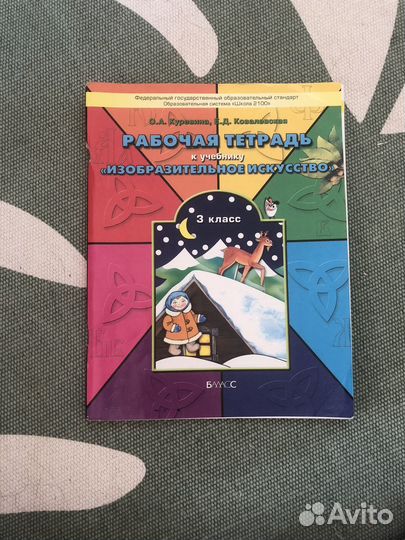 Федеральный государственный образовательный стандарт
Образовательная система «Школа 2100»
О.А. Куревина, Е.Д. Ковалевская
РАБОЧАЯ ТЕТРАДЬ
к учебнику
«ИЗОБРАЗИТЕЛЬНОЕ ИСКУССТВО»
3 класс
БАЛАСС
Avito